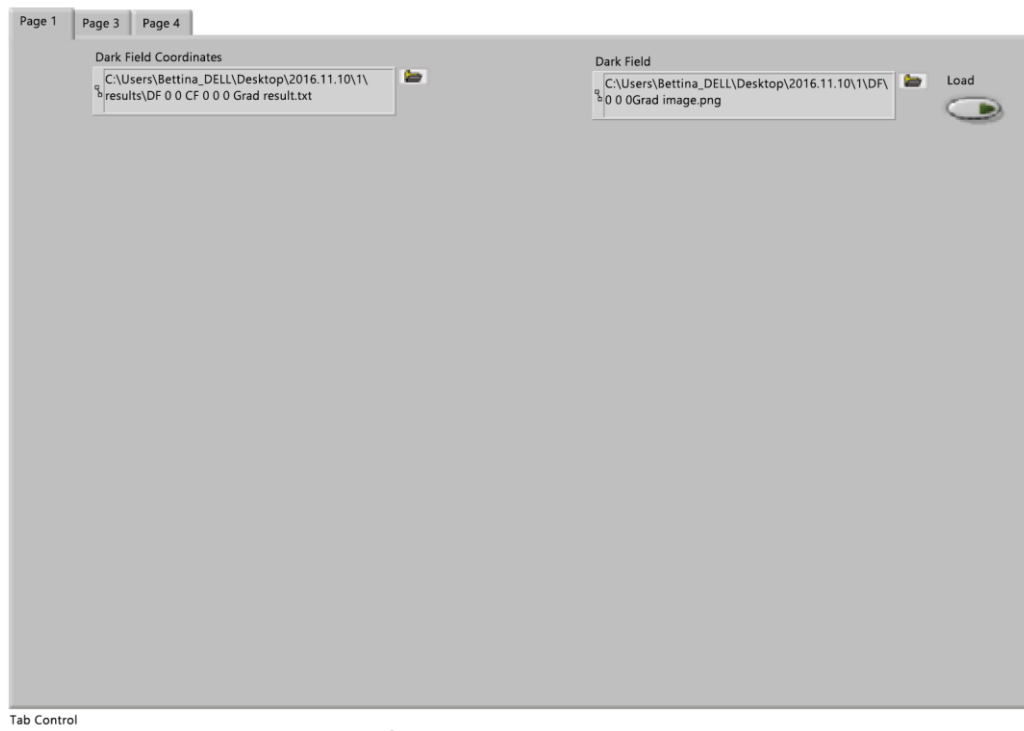 Page 1
Page 3
Page 4
Dark Field Coordinates
C:\Users\Bettina_DELL\Desktop\2016.11.10\1\
results\DF 0 0 CF 0 0 0 Grad result.txt
Dark Field
C:\Users\Bettina_DELL\Desktop\2016.11.10\1\DF\
0 0 0Grad image.png
Load
Tab Control